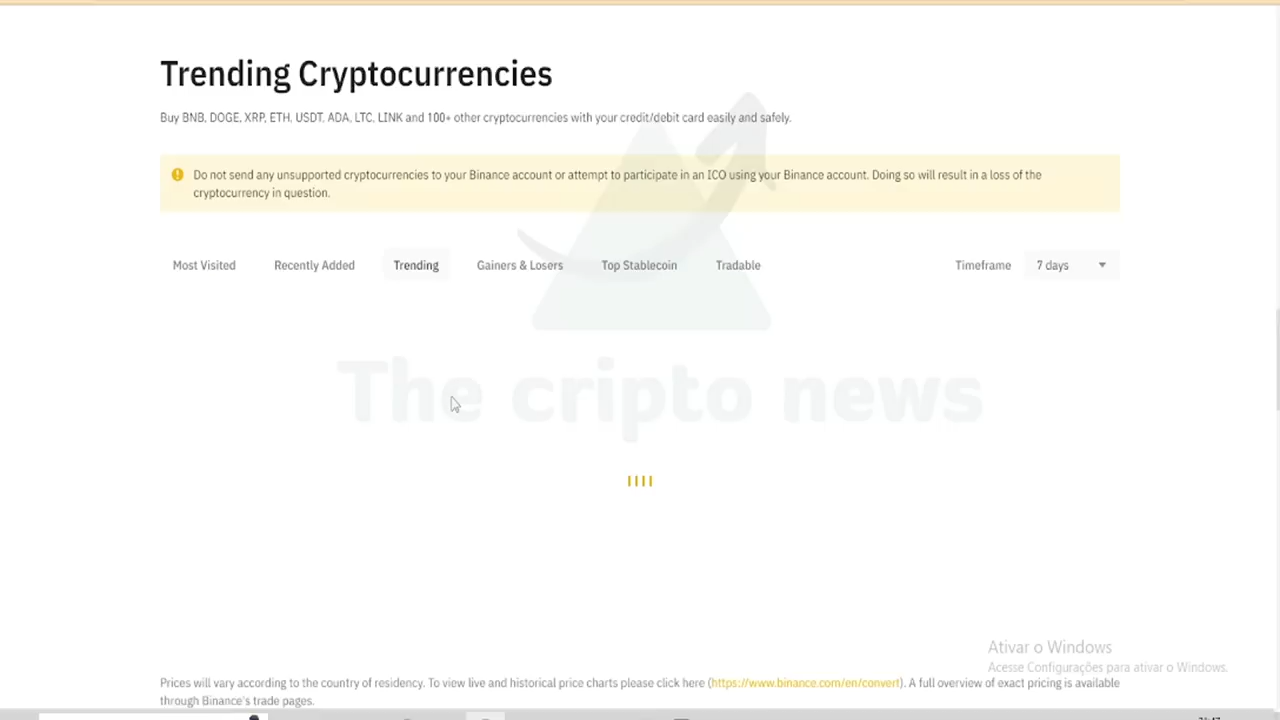 Trending Cryptocurrencies
Buy BNB, DOGE, XRP, ETH, USDT, ADA, LTC, LINK and 100+ other cryptocurrencies with your credit/debit card easily and safely.
Do not send any unsupported cryptocurrencies to your Binance account or attempt to participate in an ICO using your Binance account. Doing so will result in a loss of the
cryptocurrency in question.
Most Visited Recently Added Trending Gainers & Losers Top Stablecoin Tradable Timeframe 7 days
The cripto news
Ativar o Windows
Acesse Configurações para ativar o Windows.
Prices will vary according to the country of residency. To view live and historical price charts please click here (https://www.binance.com/en/convert). A full overview of exact pricing is available
through Binance's trade pages.